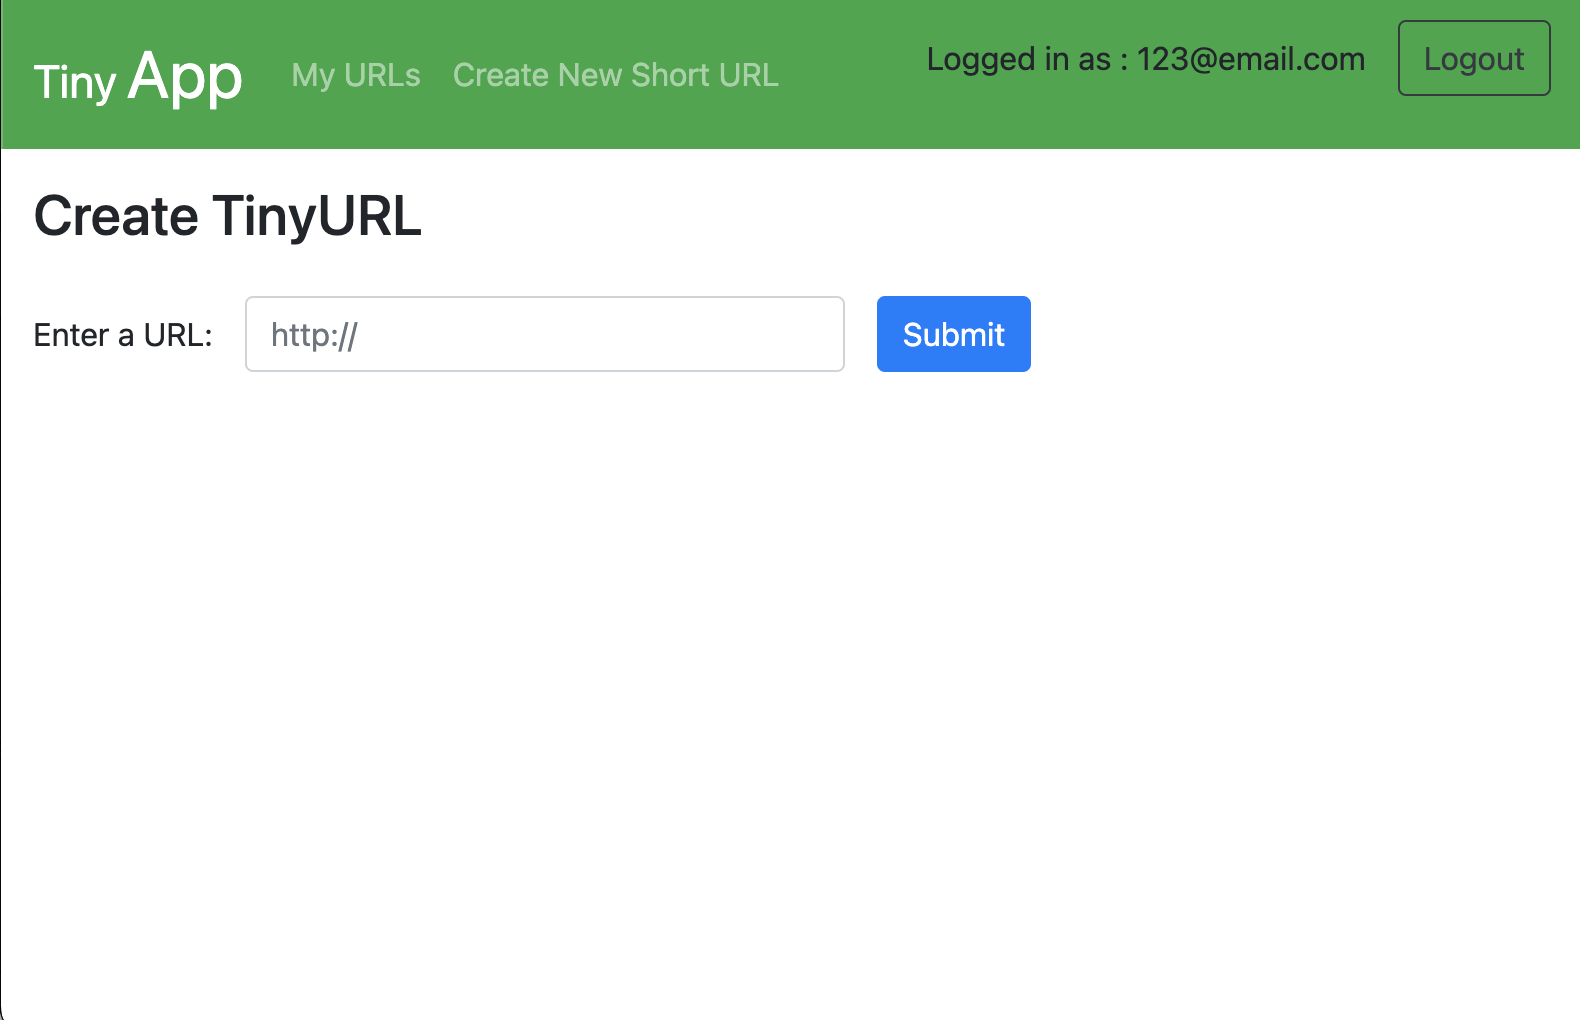 Tiny App My URLs Create New Short URL Logged in as : 123@email.com Logout
Create TinyURL
Enter a URL: http:// Submit